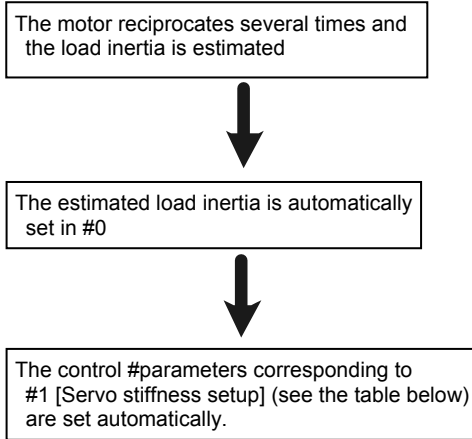 The motor reciprocates several times and
the load inertia is estimated
The estimated load inertia is automatically
set in #0
The control #parameters corresponding to
#1 [Servo stiffness setup] (see the table below)
are set automatically.